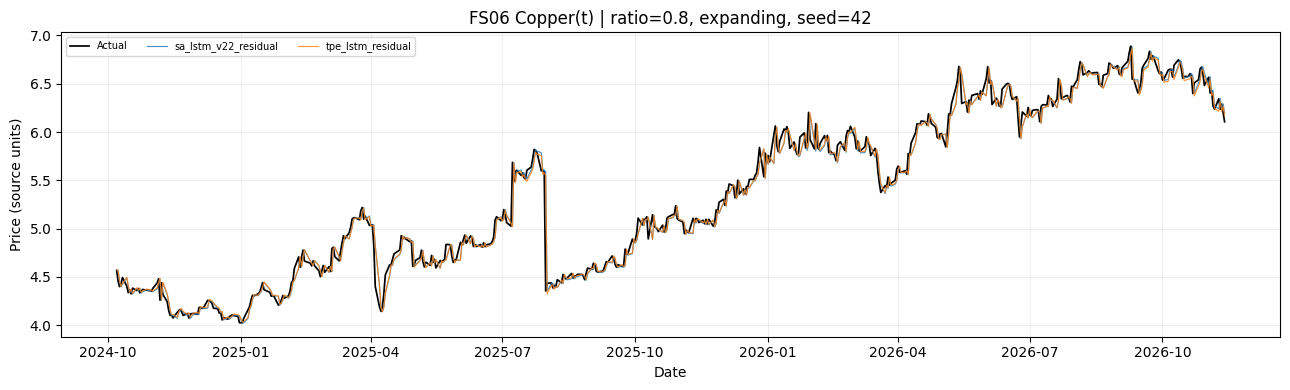 FS06 Copper(t) | ratio=0.8, expanding, seed=42
Actual
sa_lstm_v22_residual
tpe_lstm_residual
Price (source units)
7.0
6.5
6.0
5.5
5.0
4.5
4.0
2024-10
2025-01
2025-04
2025-07
2025-10
2026-01
2026-04
2026-07
2026-10
Date